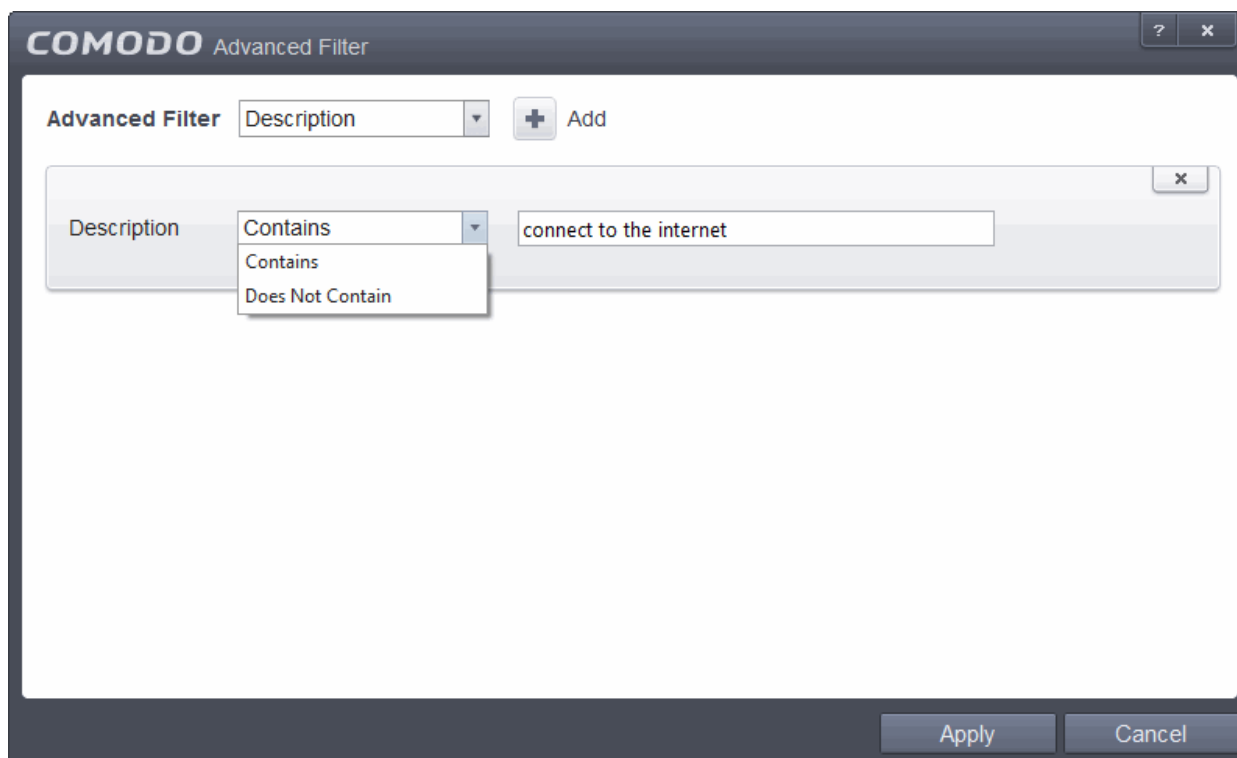 COMODO Advanced Filter ? x
Advanced Filter Description + Add
x
Description Contains connect to the internet
Contains
Does Not Contain
Apply Cancel